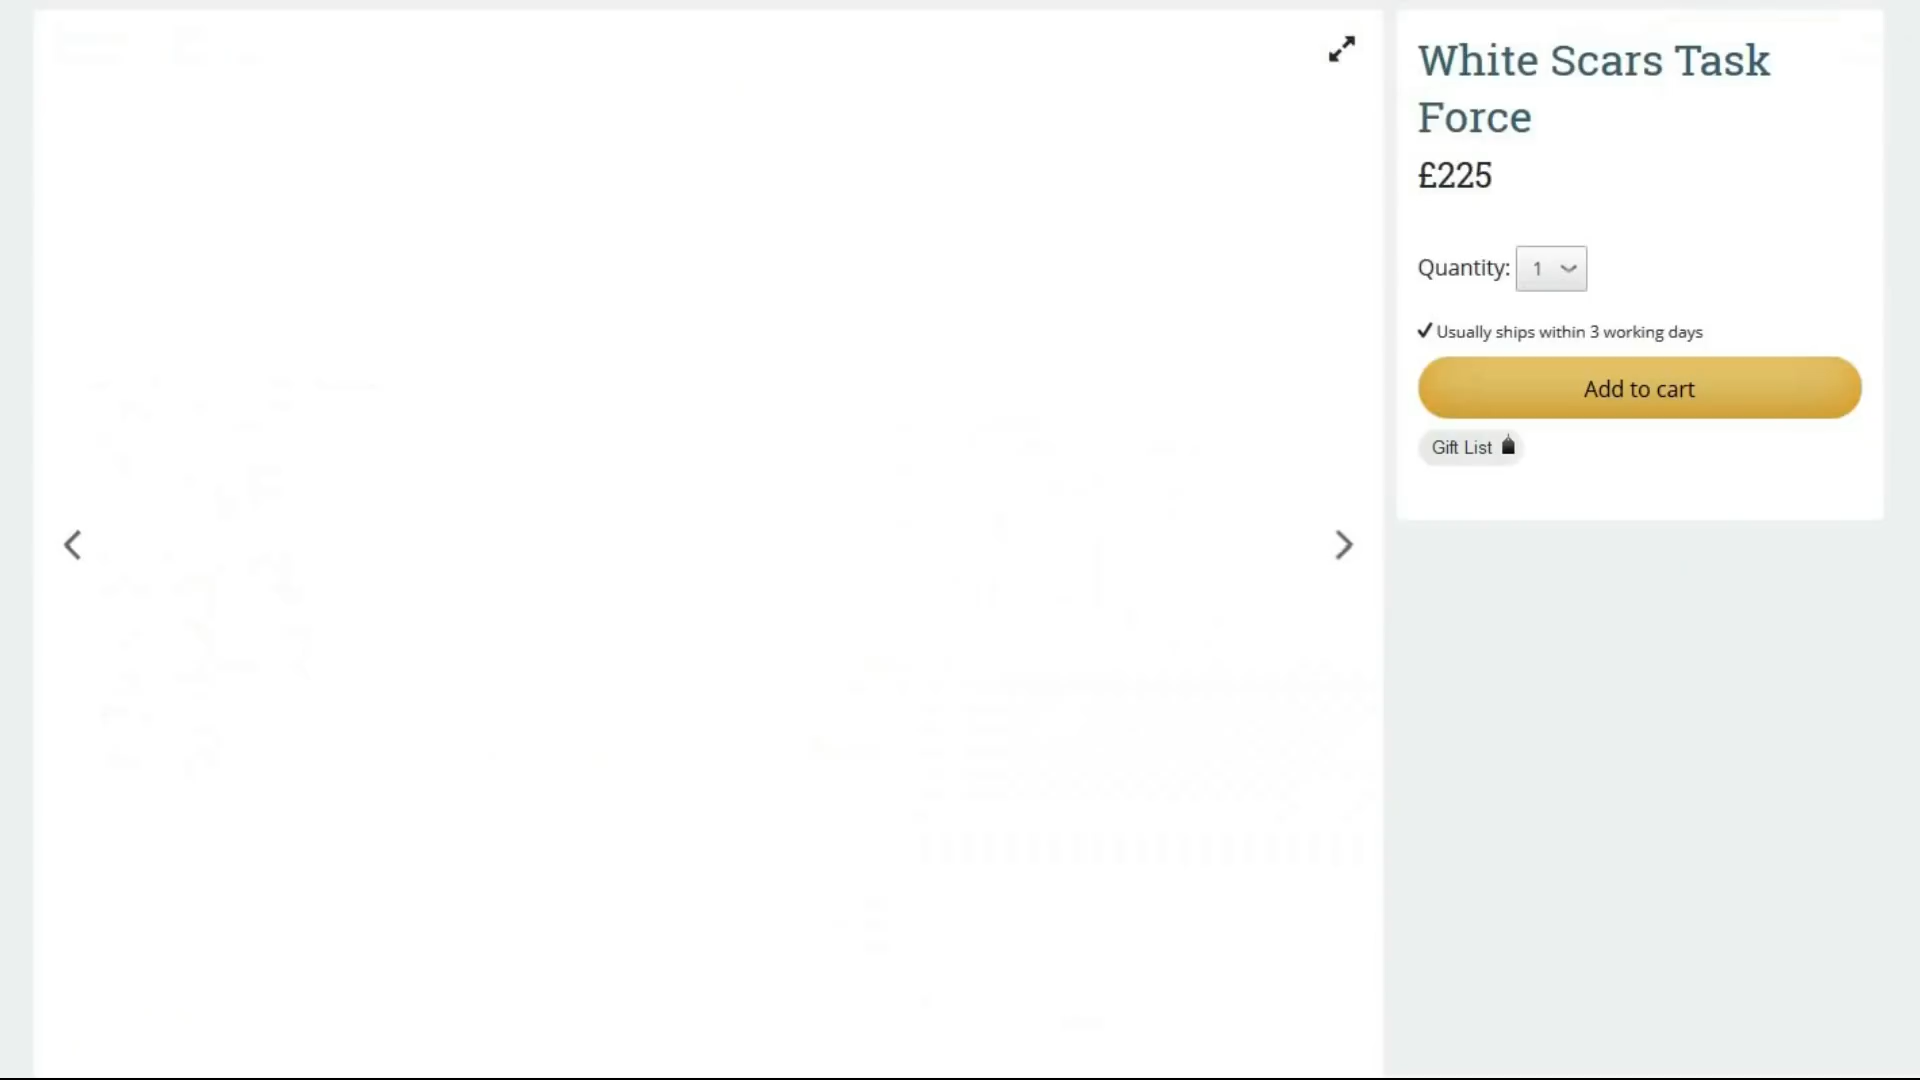 White Scars Task
Force
£225
Quantity: 1
Usually ships within 3 working days
Add to cart
Gift List